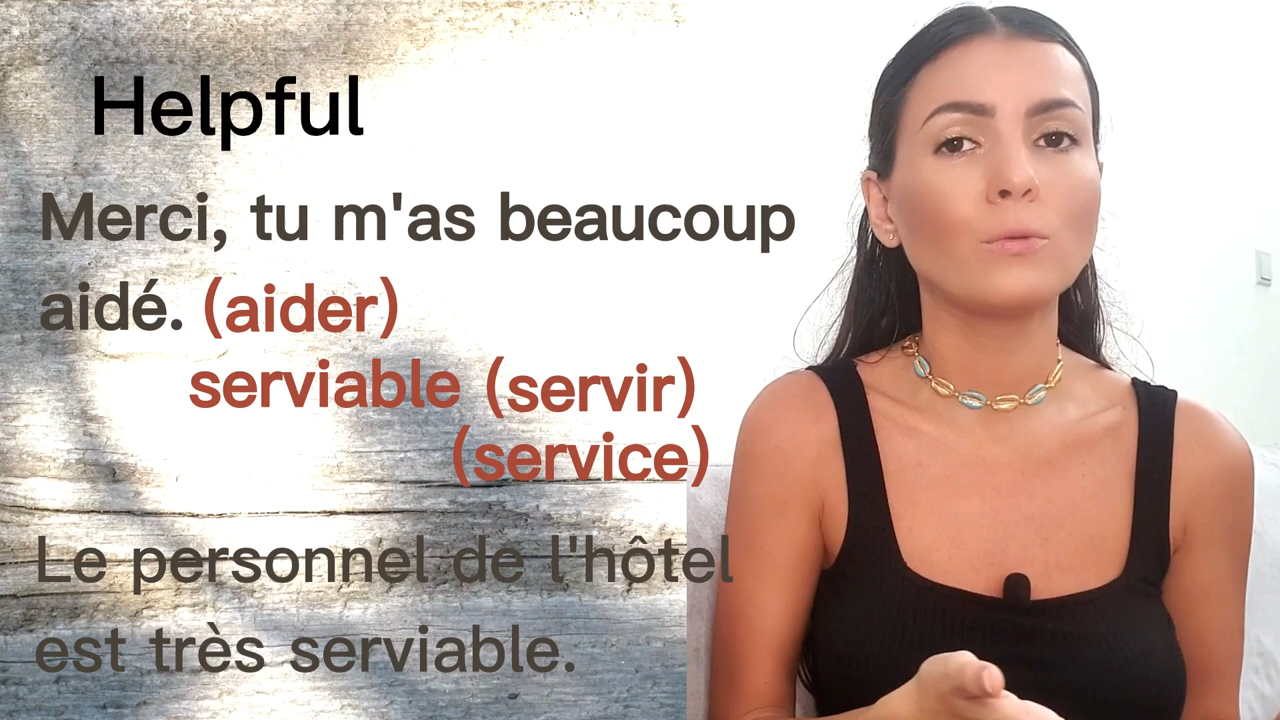 Helpful
Merci, tu m'as beaucoup
aidé. (aider)
serviable (servir)
(service)
Le personnel de l'hôtel
est très serviable.